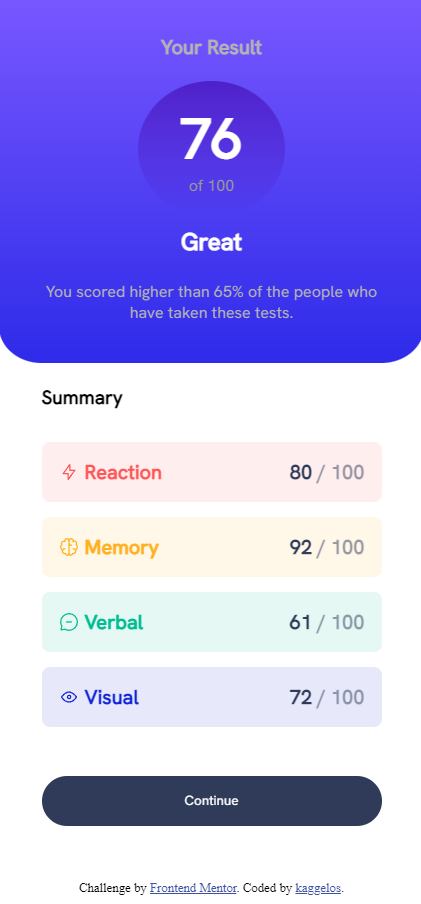 Your Result
76
of 100
Great
You scored higher than 65% of the people who
have taken these tests.
Summary
Reaction 80 / 100
Memory 92 / 100
Verbal 61 / 100
Visual 72 / 100
Continue
Challenge by Frontend Mentor. Coded by kaggelos.